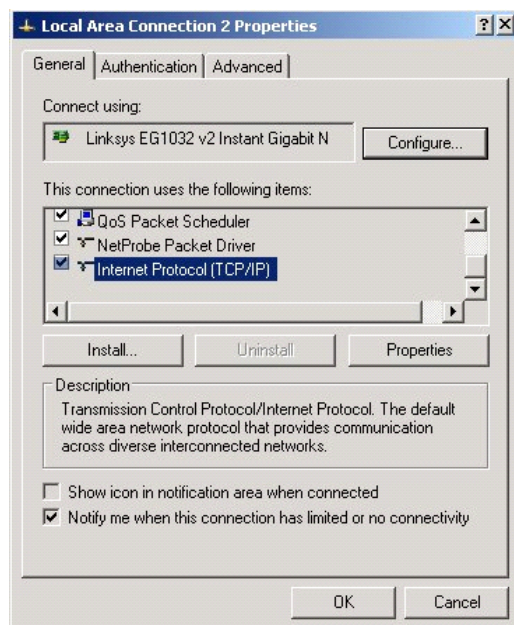 Local Area Connection 2 Properties
General Authentication Advanced
Connect using:
Linksys EG1032 v2 Instant Gigabit N
Configure...
This connection uses the following items:
QoS Packet Scheduler
NetProbe Packet Driver
Internet Protocol (TCP/IP)
Install... Uninstall Properties
Description
Transmission Control Protocol/Internet Protocol. The default
wide area network protocol that provides communication
across diverse interconnected networks.
Show icon in notification area when connected
Notify me when this connection has limited or no connectivity
OK Cancel